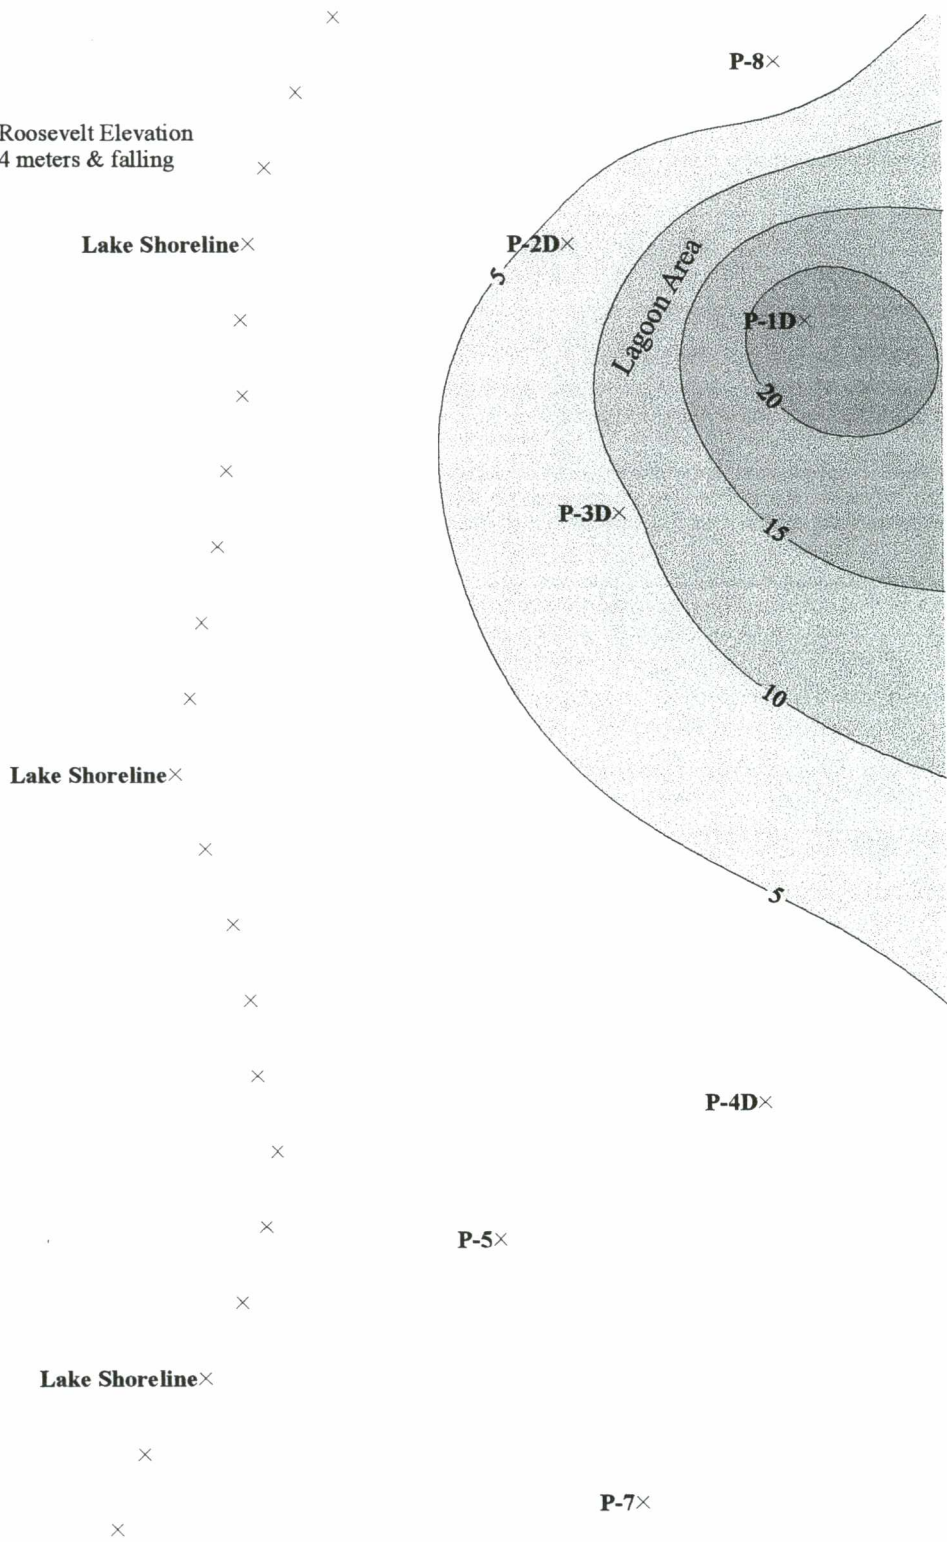 P-8
Roosevelt Elevation
4 meters & falling
Lake Shoreline
P-2D
5
Lagoon Area
P-1D
20
P-3D
15
10
Lake Shoreline
5
P-4D
P-5
Lake Shoreline
P-7